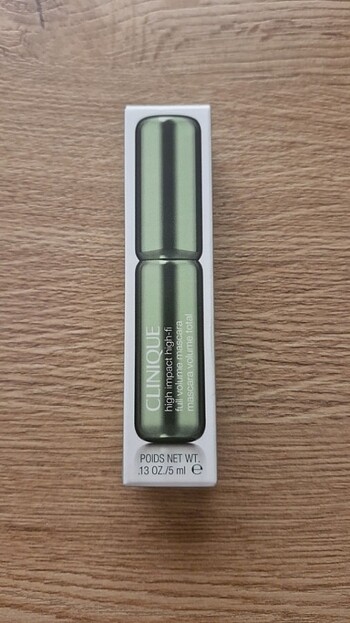 CLINIQUE
high impact high-fi
full volume mascara
mascara volume total
POIDS NET WT.
.13 OZ./5 ml ℮